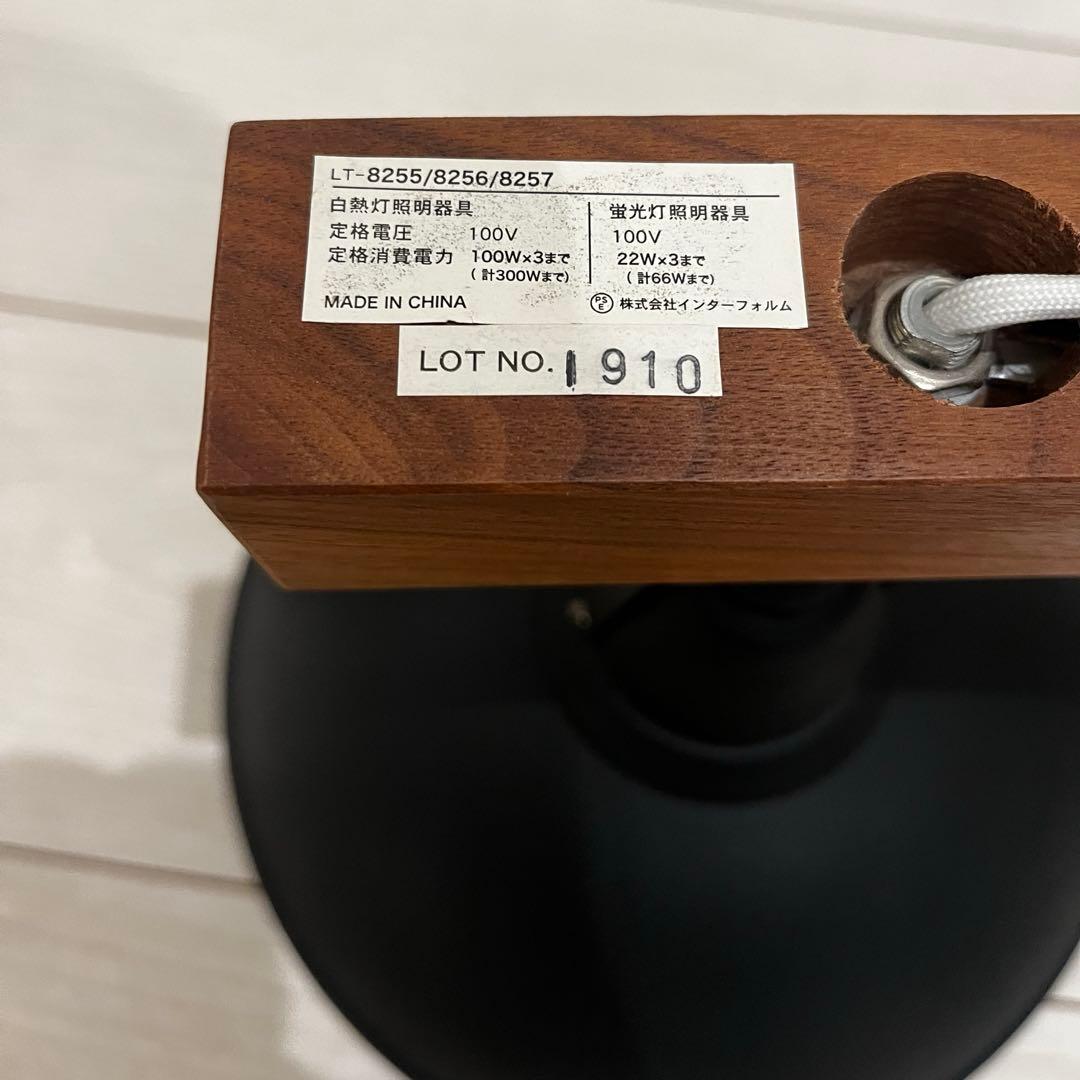 LT-8255/8256/8257
白熱灯照明器具
定格電圧 100V
定格消費電力 100W×3まで
(計300Wまで)
蛍光灯照明器具
100V
22W×3まで
(計66Wまで)
MADE IN CHINA
PSE 株式会社インターフォルム
LOT NO. 1910